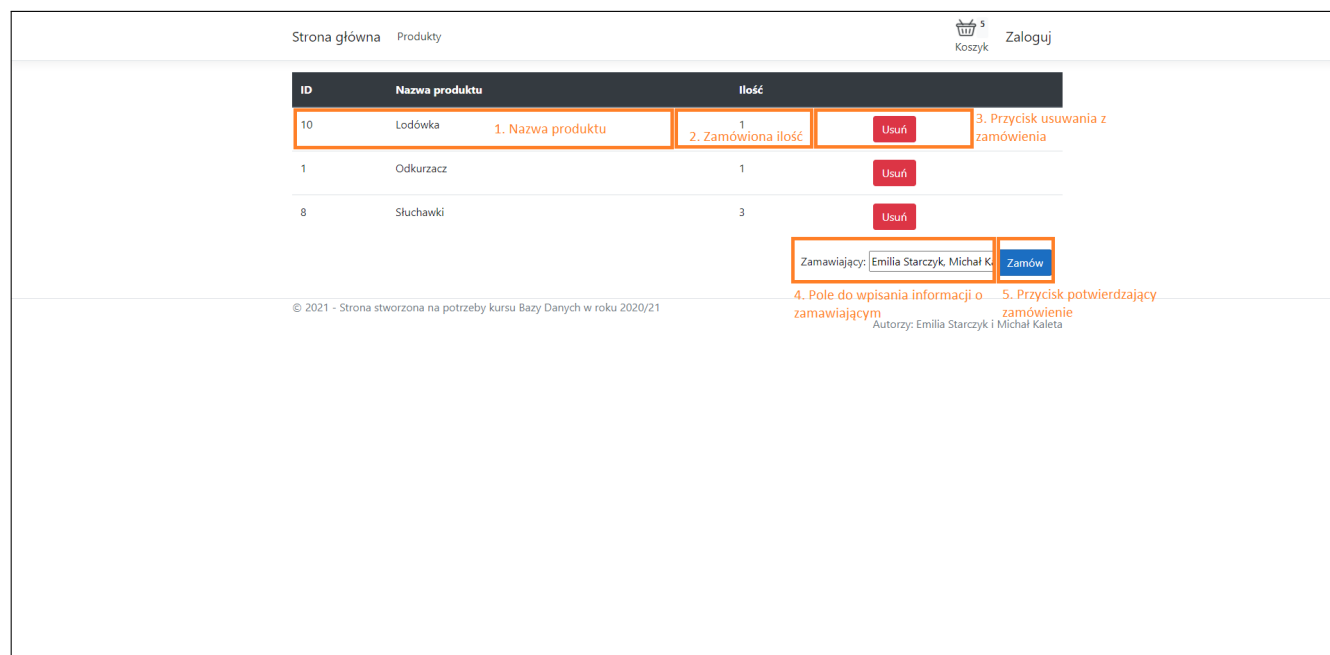 Strona główna Produkty 5 Koszyk Zaloguj
ID Nazwa produktu Ilość
10 Lodówka 1. Nazwa produktu 1 2. Zamówiona ilość Usuń 3. Przycisk usuwania z
zamówienia
1 Odkurzacz 1 Usuń
8 Słuchawki 3 Usuń
Zamawiający: Emilia Starczyk, Michał Ka Zamów
4. Pole do wpisania informacji o
zamawiającym
5. Przycisk potwierdzający
zamówienie
© 2021 - Strona stworzona na potrzeby kursu Bazy Danych w roku 2020/21
Autorzy: Emilia Starczyk i Michał Kaleta